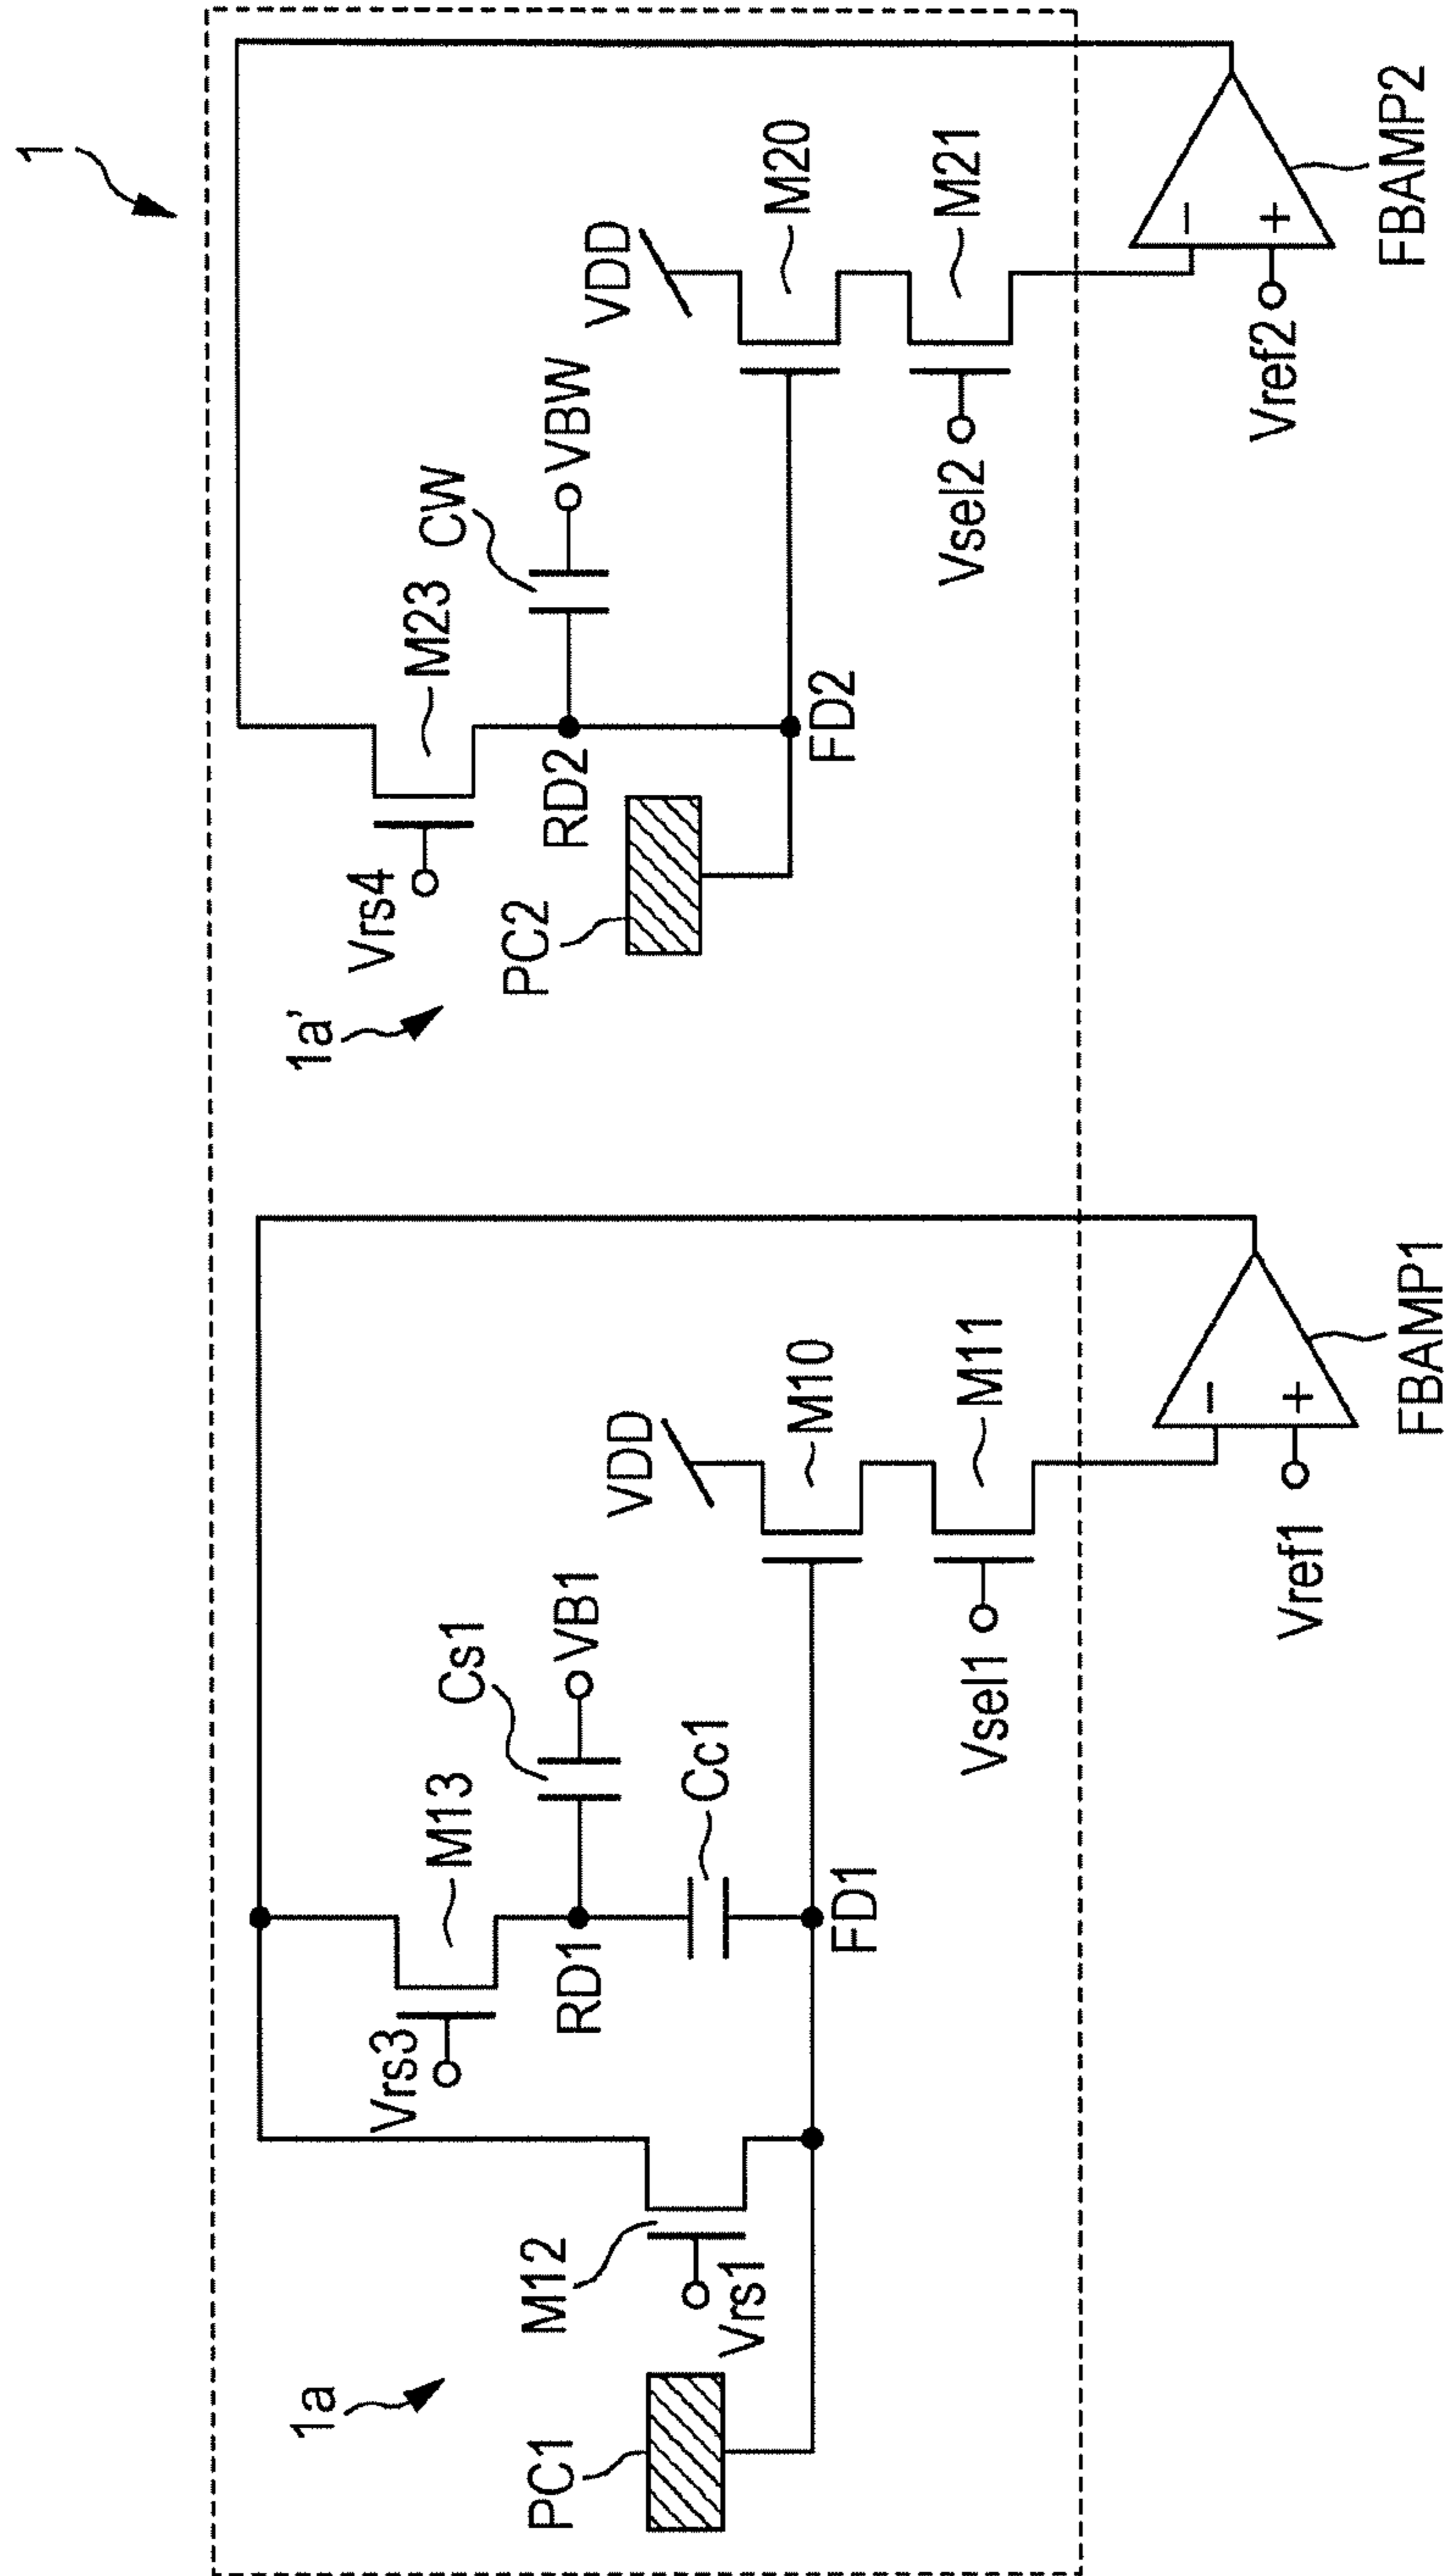 1
1a
PC1
M12
Vrs1
Vrs3
M13
RD1
Cs1
VB1
Cc1
FD1
VDD
M10
M11
Vsel1
Vref1
−
+
FBAMP1
1a'
PC2
Vrs4
M23
RD2
CW
VBW
FD2
VDD
M20
M21
Vsel2
Vref2
−
+
FBAMP2